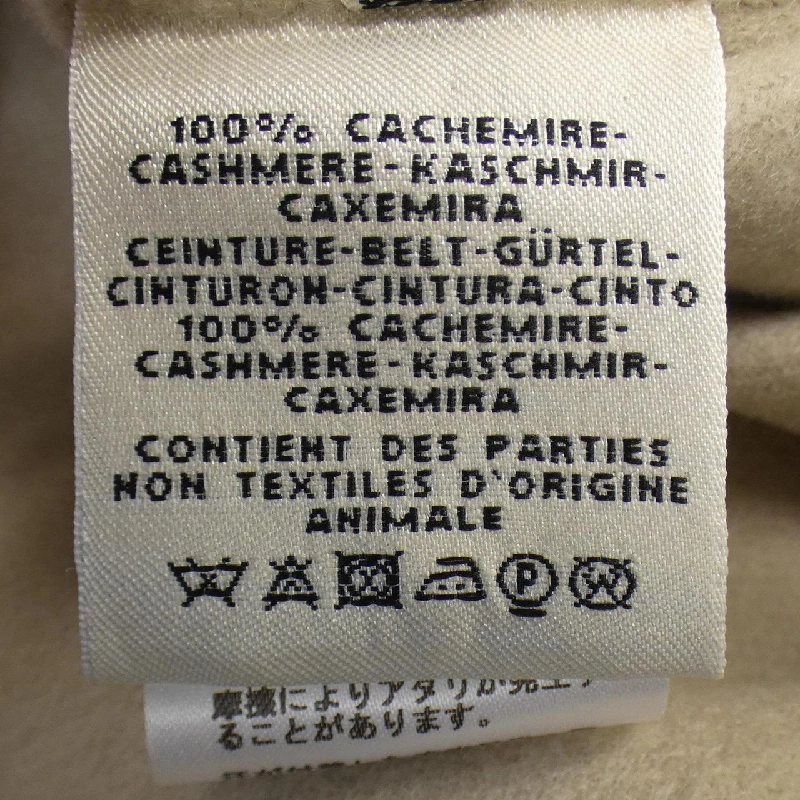 100% CACHEMIRE-
CASHMERE-KASCHMIR-
CAXEMIRA
CEINTURE-BELT-GÜRTEL-
CINTURON-CINTURA-CINTO
100% CACHEMIRE-
CASHMERE-KASCHMIR-
CAXEMIRA
CONTIENT DES PARTIES
NON TEXTILES D'ORIGINE
ANIMALE
P W
摩擦によりアタリが発生す
ることがあります。